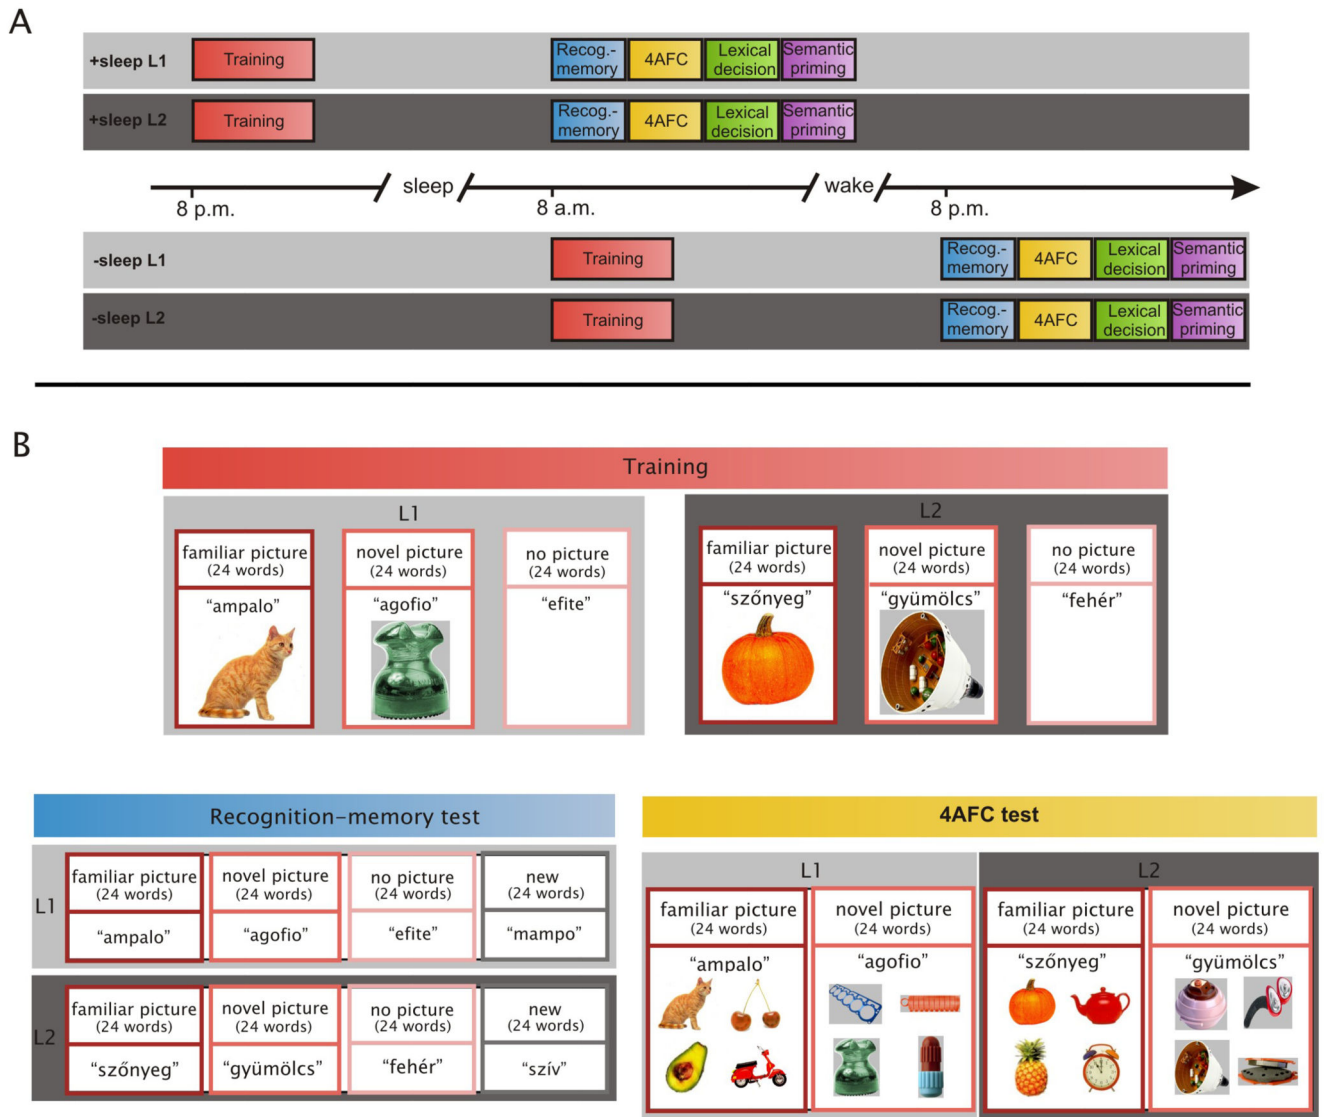 A
+sleep L1
Training
Recog.-
memory
4AFC
Lexical
decision
Semantic
priming
+sleep L2
Training
Recog.-
memory
4AFC
Lexical
decision
Semantic
priming
sleep
wake
8 p.m.
8 a.m.
8 p.m.
-sleep L1
Training
Recog.-
memory
4AFC
Lexical
decision
Semantic
priming
-sleep L2
Training
Recog.-
memory
4AFC
Lexical
decision
Semantic
priming
B
Training
L1
familiar picture
(24 words)
“ampalo”
novel picture
(24 words)
“agofio”
no picture
(24 words)
“efite”
L2
familiar picture
(24 words)
“szőnyeg”
novel picture
(24 words)
“gyümölcs”
no picture
(24 words)
“fehér”
Recognition-memory test
L1
familiar picture
(24 words)
“ampalo”
novel picture
(24 words)
“agofio”
no picture
(24 words)
“efite”
new
(24 words)
“mampo”
L2
familiar picture
(24 words)
“szőnyeg”
novel picture
(24 words)
“gyümölcs”
no picture
(24 words)
“fehér”
new
(24 words)
“szív”
4AFC test
L1
familiar picture
(24 words)
“ampalo”
novel picture
(24 words)
“agofio”
L2
familiar picture
(24 words)
“szőnyeg”
novel picture
(24 words)
“gyümölcs”